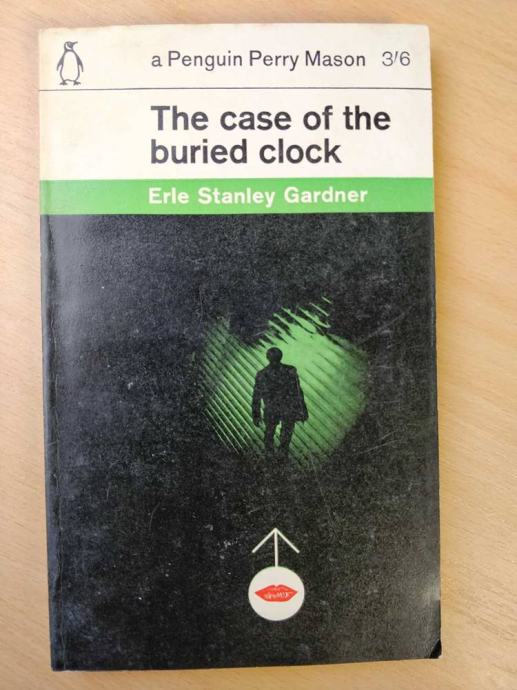 a Penguin Perry Mason 3/6
The case of the
buried clock
Erle Stanley Gardner